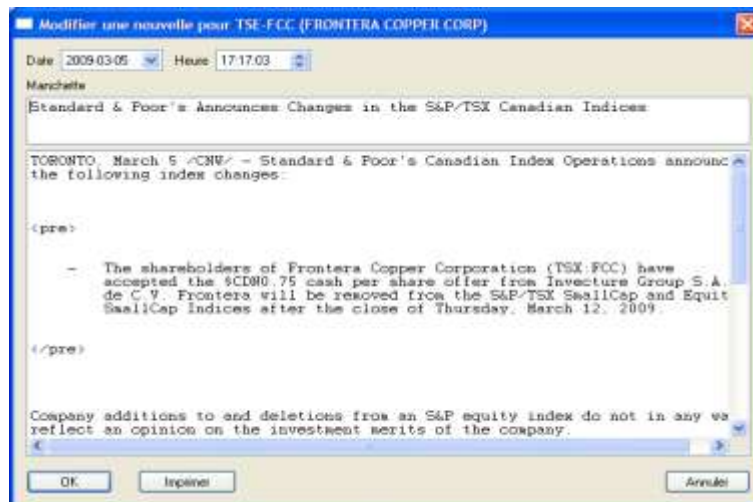 Modifier une nouvelle pour TSE-FCC (FRONTERA COPPER CORP)
Date 2009-03-05 Heure 17:17:03
Manchette
Standard & Poor's Announces Changes in the S&P/TSX Canadian Indices
TORONTO, March 5 /CNW/ - Standard & Poor's Canadian Index Operations announc
the following index changes:
<pre>
- The shareholders of Frontera Copper Corporation (TSX:FCC) have
accepted the $CDN0.75 cash per share offer from Invecture Group S.A.
de C.V. Frontera will be removed from the S&P/TSX SmallCap and Equit
SmallCap Indices after the close of Thursday, March 12, 2009.
</pre>
Company additions to and deletions from an S&P equity index do not in any wa
reflect an opinion on the investment merits of the company.
OK Imprimer Annuler